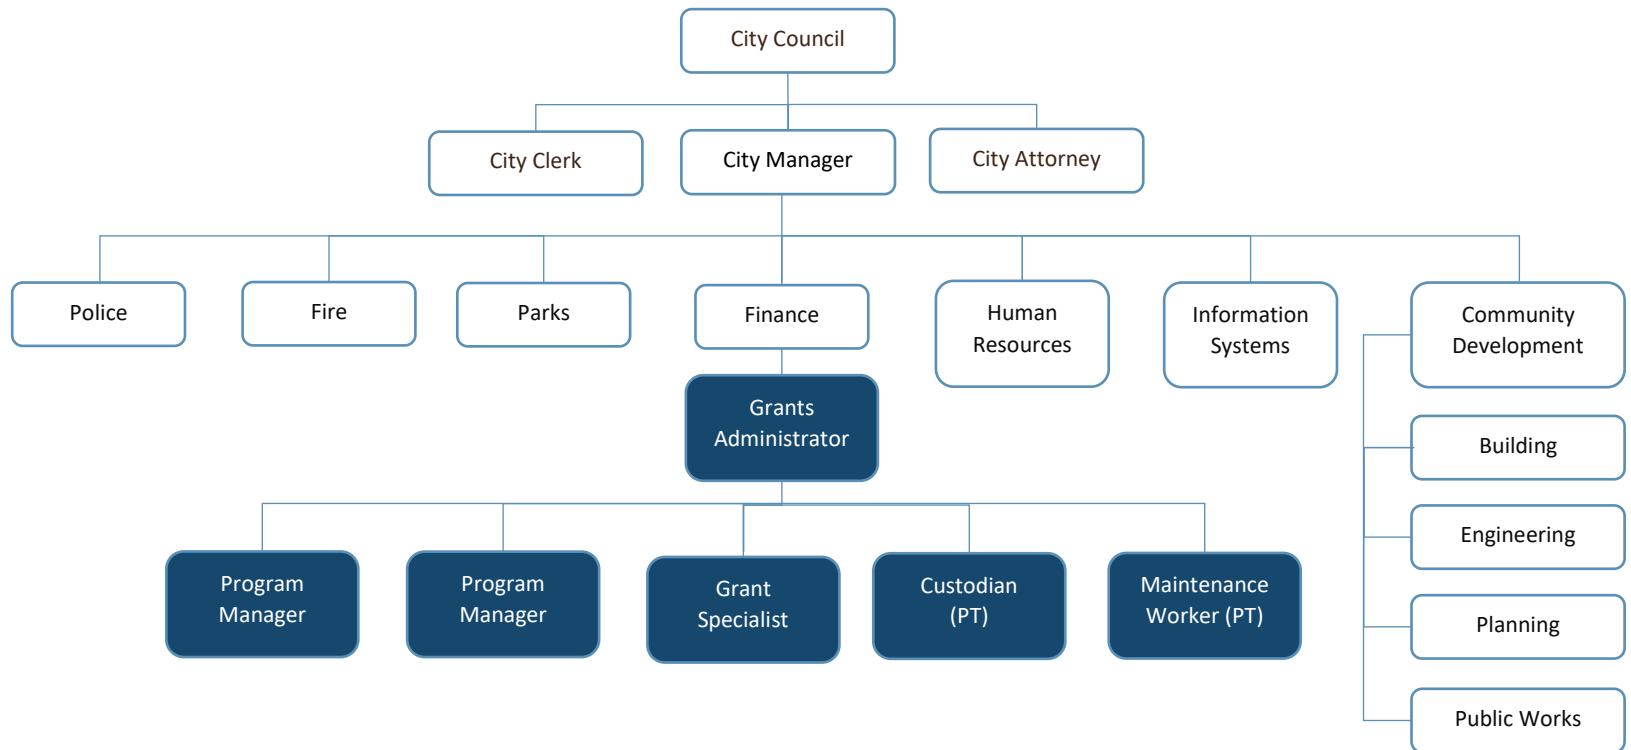 City Council
City Clerk
City Manager
City Attorney
Police
Fire
Parks
Finance
Human
Resources
Information
Systems
Community
Development
Grants
Administrator
Building
Engineering
Program
Manager
Program
Manager
Grant
Specialist
Custodian
(PT)
Maintenance
Worker (PT)
Planning
Public Works